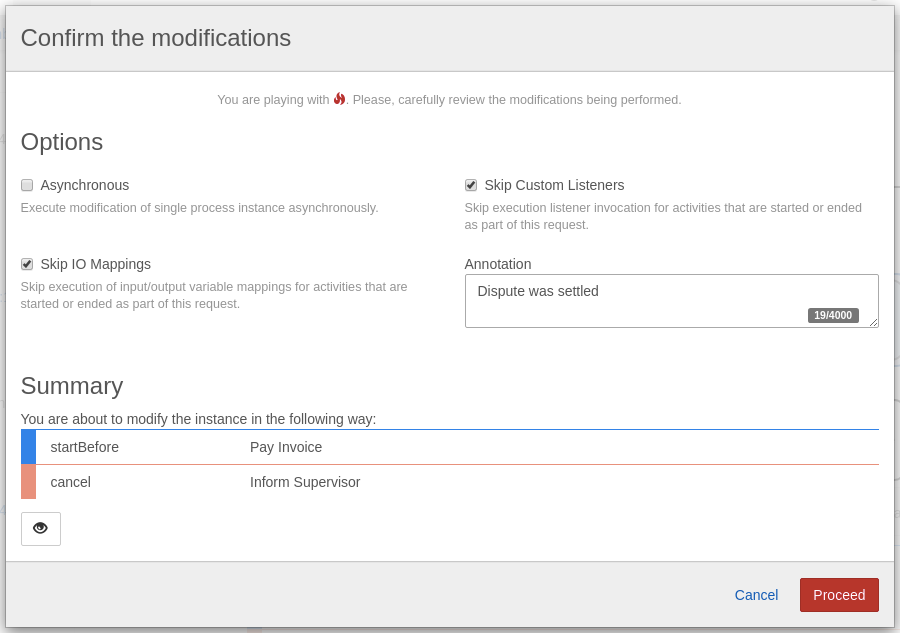 Confirm the modifications
You are playing with . Please, carefully review the modifications being performed.
Options
Asynchronous
Execute modification of single process instance asynchronously.
Skip Custom Listeners
Skip execution listener invocation for activities that are started or ended
as part of this request.
Skip IO Mappings
Skip execution of input/output variable mappings for activities that are
started or ended as part of this request.
Annotation
Dispute was settled
19/4000
Summary
You are about to modify the instance in the following way:
startBefore Pay Invoice
cancel Inform Supervisor
Cancel Proceed